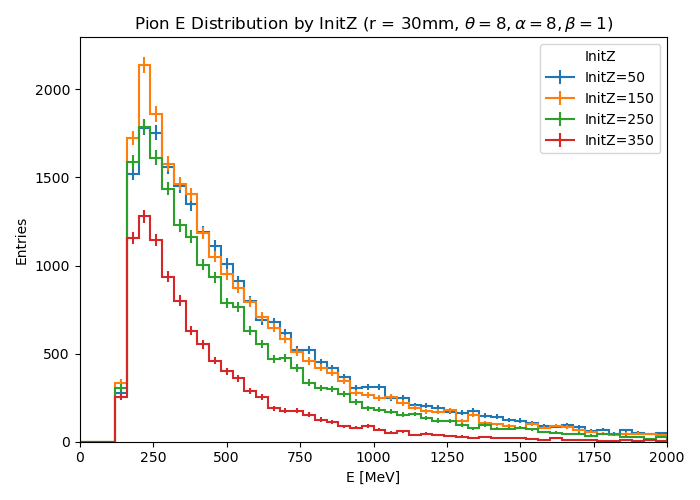 Pion E Distribution by InitZ (r = 30mm, θ = 8, α = 8, β = 1)
InitZ
InitZ=50
InitZ=150
InitZ=250
InitZ=350
Entries
2000
1500
1000
500
0
0 250 500 750 1000 1250 1500 1750 2000
E [MeV]